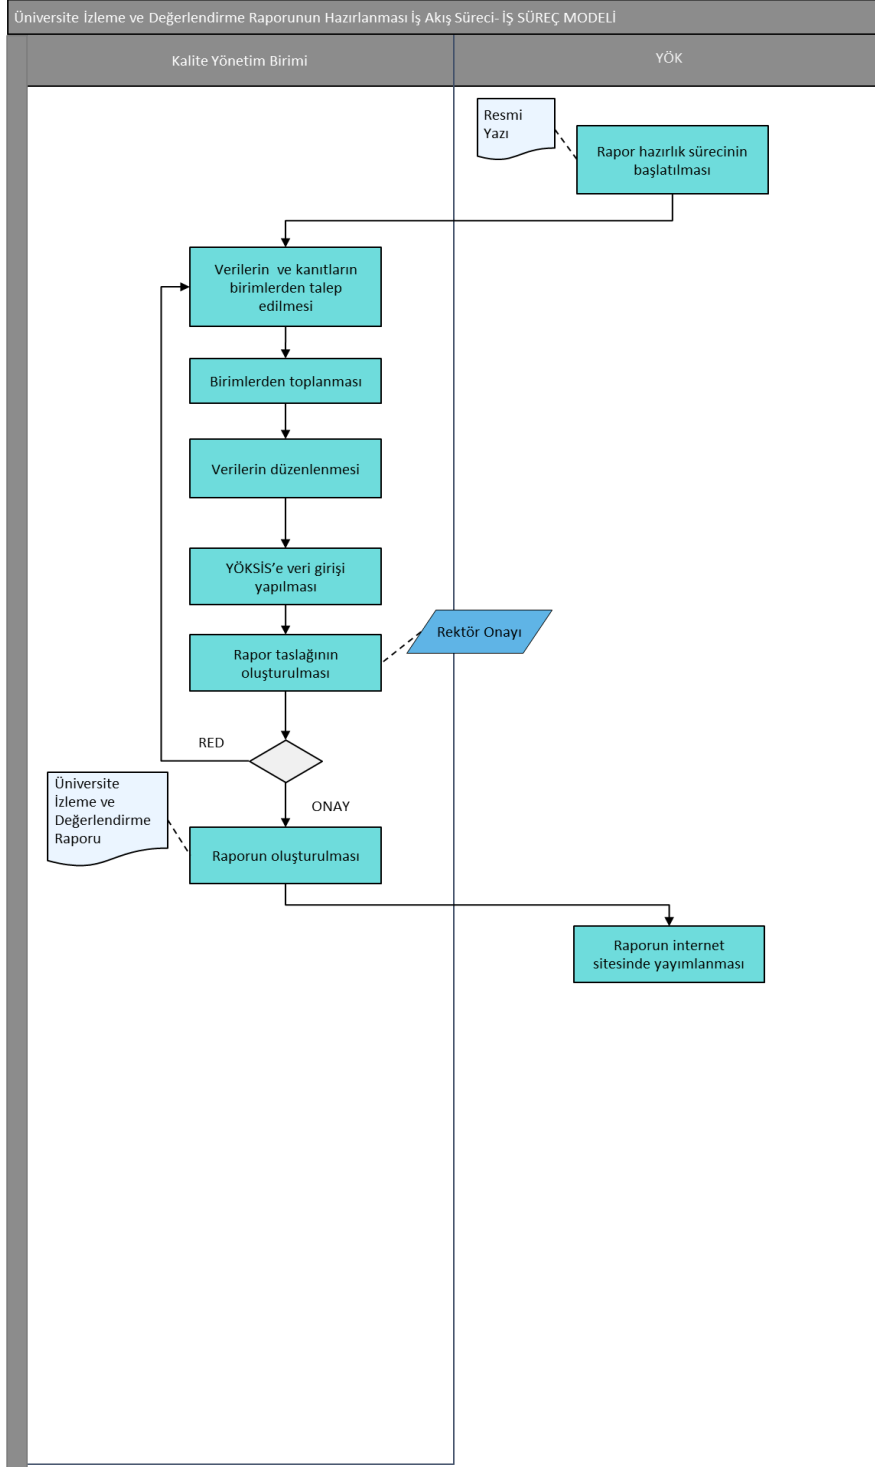 Üniversite İzleme ve Değerlendirme Raporunun Hazırlanması İş Akış Süreci- İŞ SÜREÇ MODELİ
Kalite Yönetim Birimi
YÖK
Resmi
Yazı
Rapor hazırlık sürecinin
başlatılması
Verilerin ve kanıtların
birimlerden talep
edilmesi
Birimlerden toplanması
Verilerin düzenlenmesi
YÖKSİS’e veri girişi
yapılması
Rektör Onayı
Rapor taslağının
oluşturulması
RED
ONAY
Üniversite
İzleme ve
Değerlendirme
Raporu
Raporun oluşturulması
Raporun internet
sitesinde yayımlanması